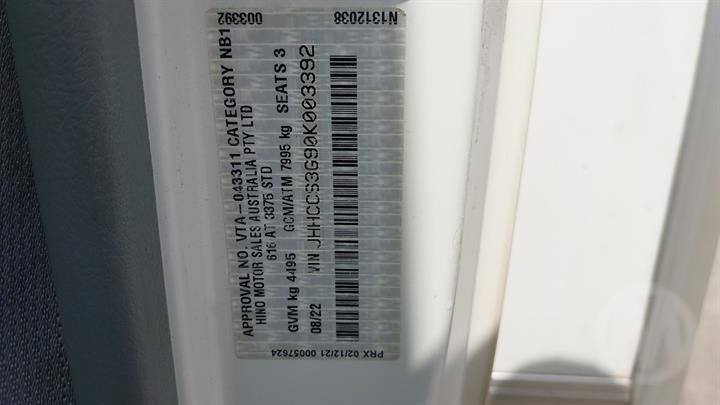 003392 N1312038
APPROVAL NO. VTA-043311 CATEGORY NB1
HINO MOTOR SALES AUSTRALIA PTY LTD
616 AT 3375 STD
GVM kg 4495 GCM/ATM 7995 kg SEATS 3
08/22 VIN JHHCCS3G90K003392
PRX 02/12/21 00057624